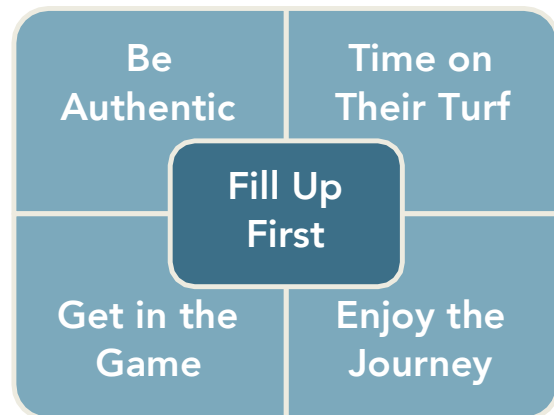 Be
Authentic
Time on
Their Turf
Fill Up
First
Get in the
Game
Enjoy the
Journey